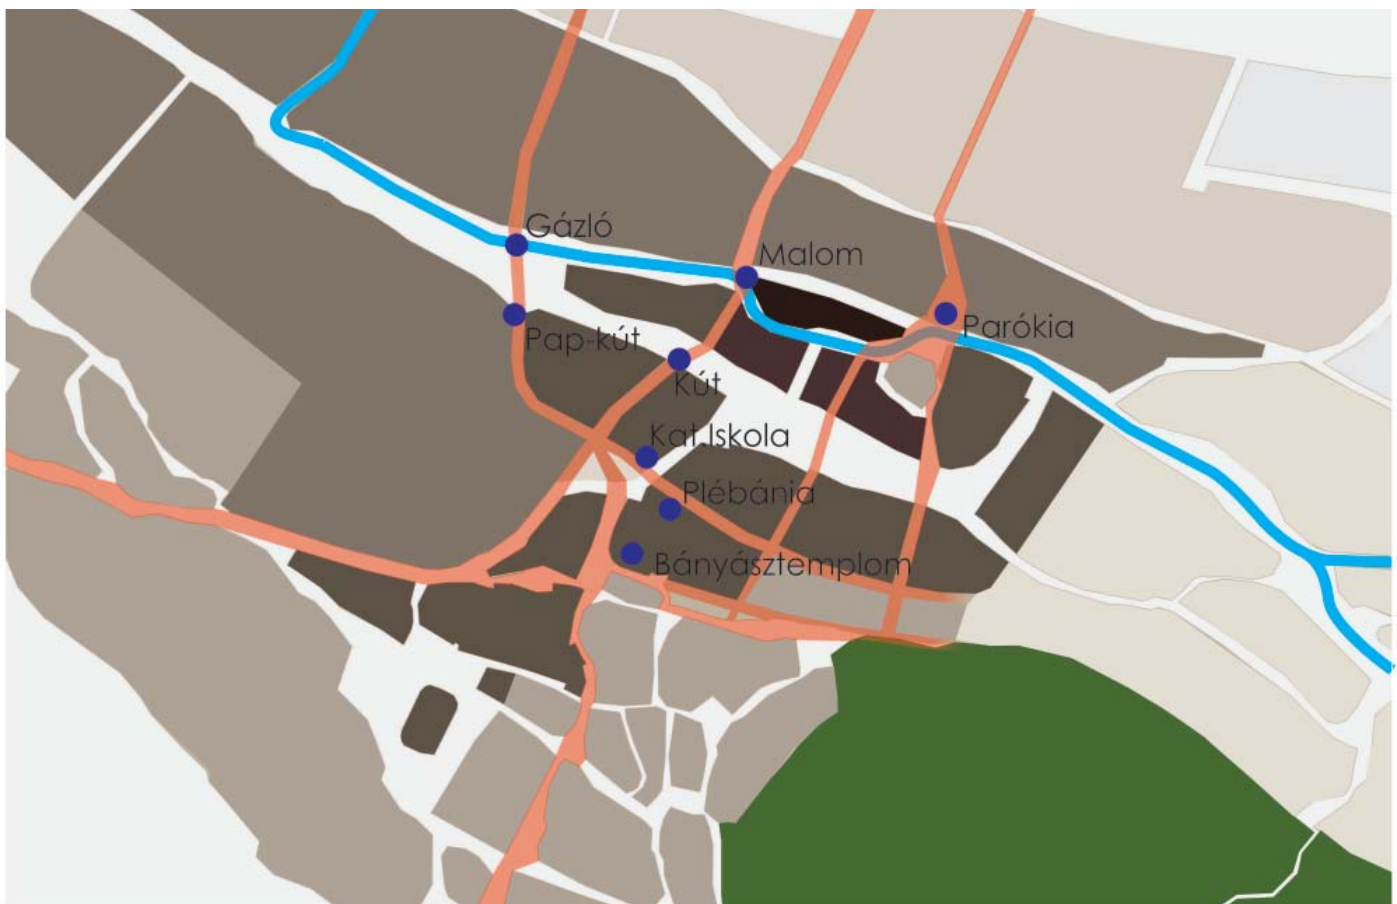 Gázló
Malom
Parókia
Pap-kút
Kút
Kat.Iskola
Plébánia
Bányásztemplom